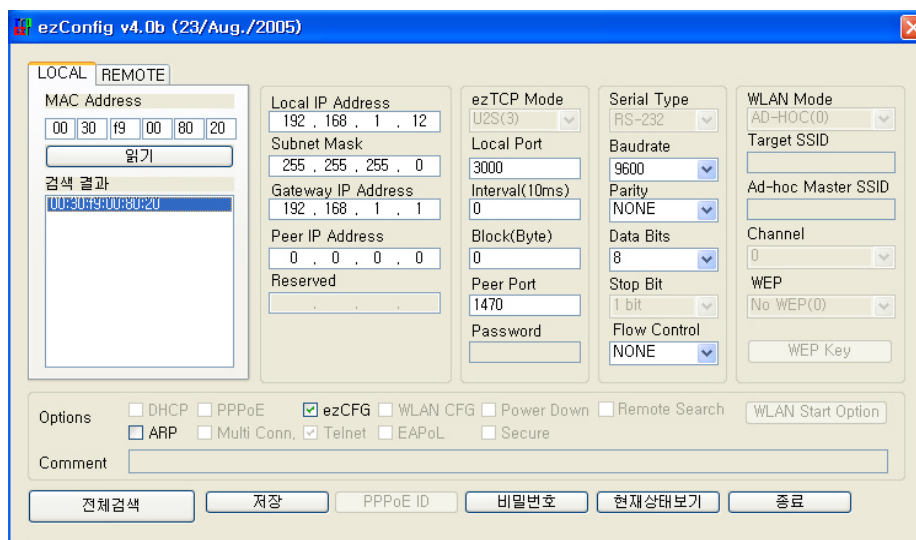 ezConfig v4.0b (23/Aug./2005)
LOCAL REMOTE
MAC Address
00 30 f9 00 80 20
읽기
검색 결과
00:30:f9:00:80:20
Local IP Address
192 . 168 . 1 . 12
Subnet Mask
255 . 255 . 255 . 0
Gateway IP Address
192 . 168 . 1 . 1
Peer IP Address
0 . 0 . 0 . 0
Reserved
. . .
ezTCP Mode
U2S(3)
Local Port
3000
Interval(10ms)
0
Block(Byte)
0
Peer Port
1470
Password
Serial Type
RS-232
Baudrate
9600
Parity
NONE
Data Bits
8
Stop Bit
1 bit
Flow Control
NONE
WLAN Mode
AD-HOC(0)
Target SSID
Ad-hoc Master SSID
Channel
0
WEP
No WEP(0)
WEP Key
Options
DHCP PPPoE ezCFG WLAN CFG Power Down Remote Search
WLAN Start Option
ARP Multi Conn, Telnet EAPoL Secure
Comment
전체검색 저장 PPPoE ID 비밀번호 현재상태보기 종료